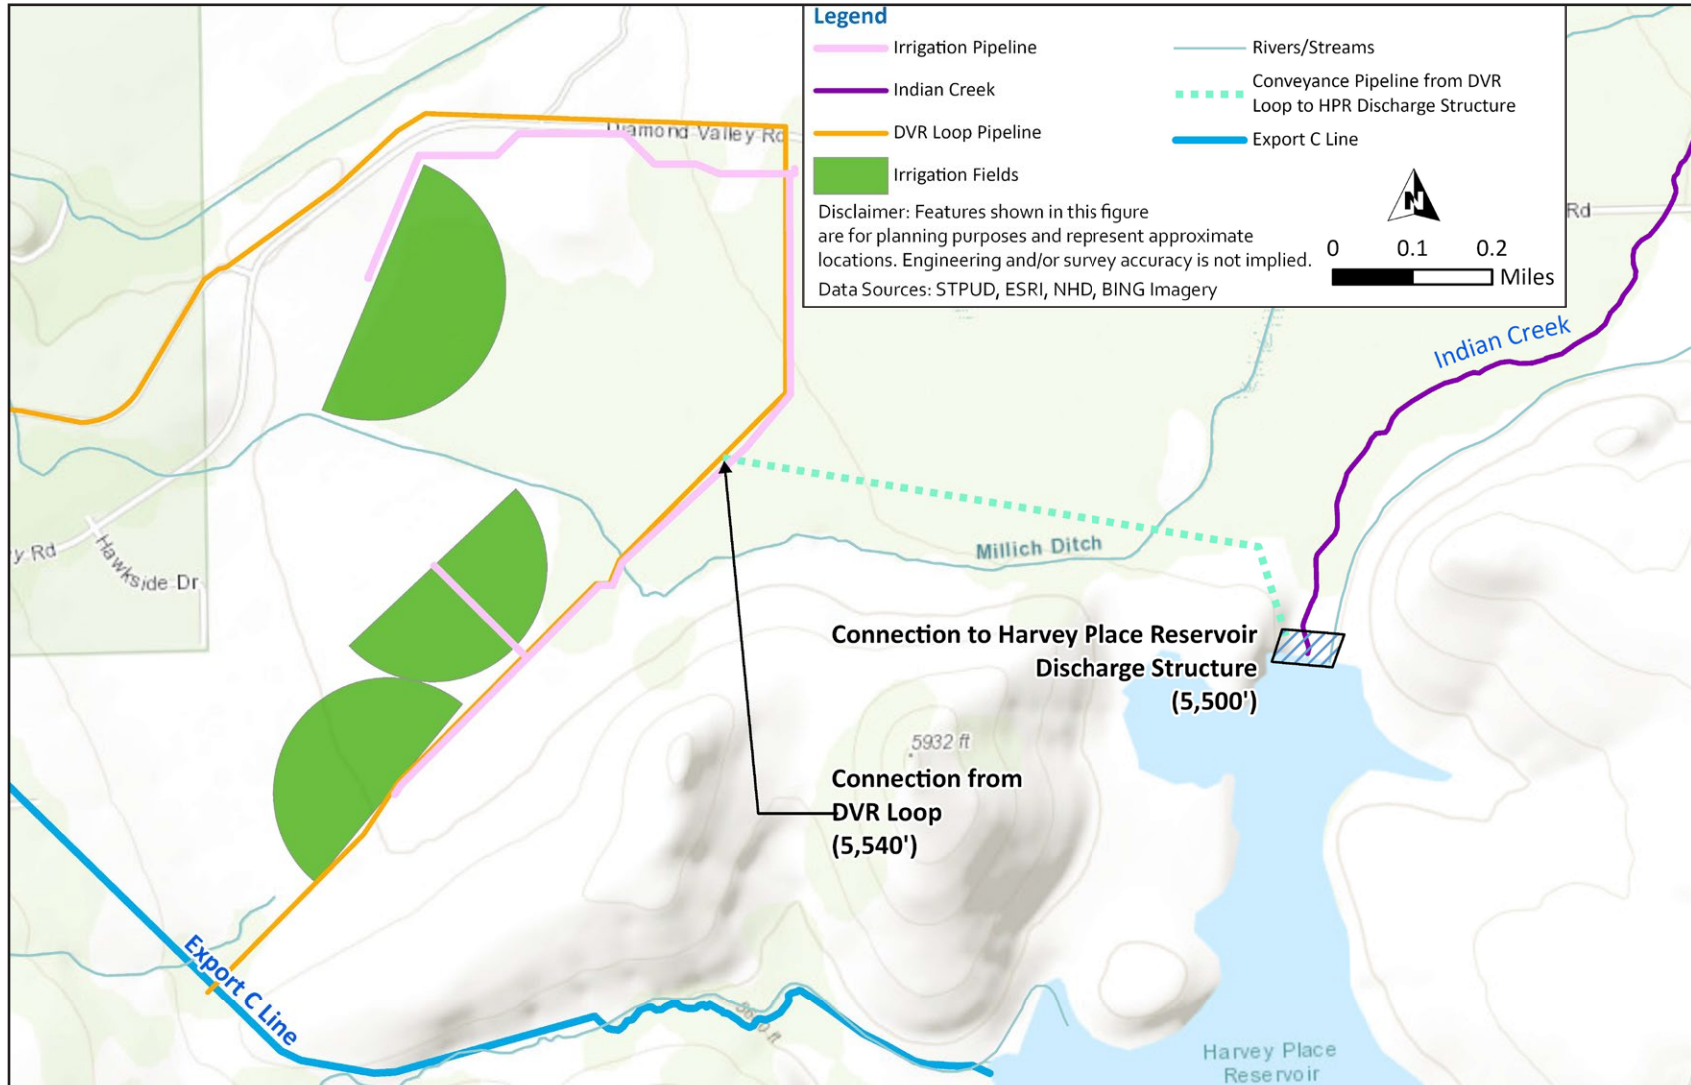 Legend
Irrigation Pipeline
Indian Creek
DVR Loop Pipeline
Irrigation Fields
Rivers/Streams
Conveyance Pipeline from DVR
Loop to HPR Discharge Structure
Export C Line
Disclaimer: Features shown in this figure
are for planning purposes and represent approximate
locations. Engineering and/or survey accuracy is not implied.
Data Sources: STPUD, ESRI, NHD, BING Imagery
N
0 0.1 0.2
Miles
Diamond Valley Rd
Rd
Indian Creek
y Rd
Hawkside Dr
Millich Ditch
Connection to Harvey Place Reservoir
Discharge Structure
(5,500')
5932 ft
Connection from
DVR Loop
(5,540')
Export C Line
ft
Harvey Place
Reservoir